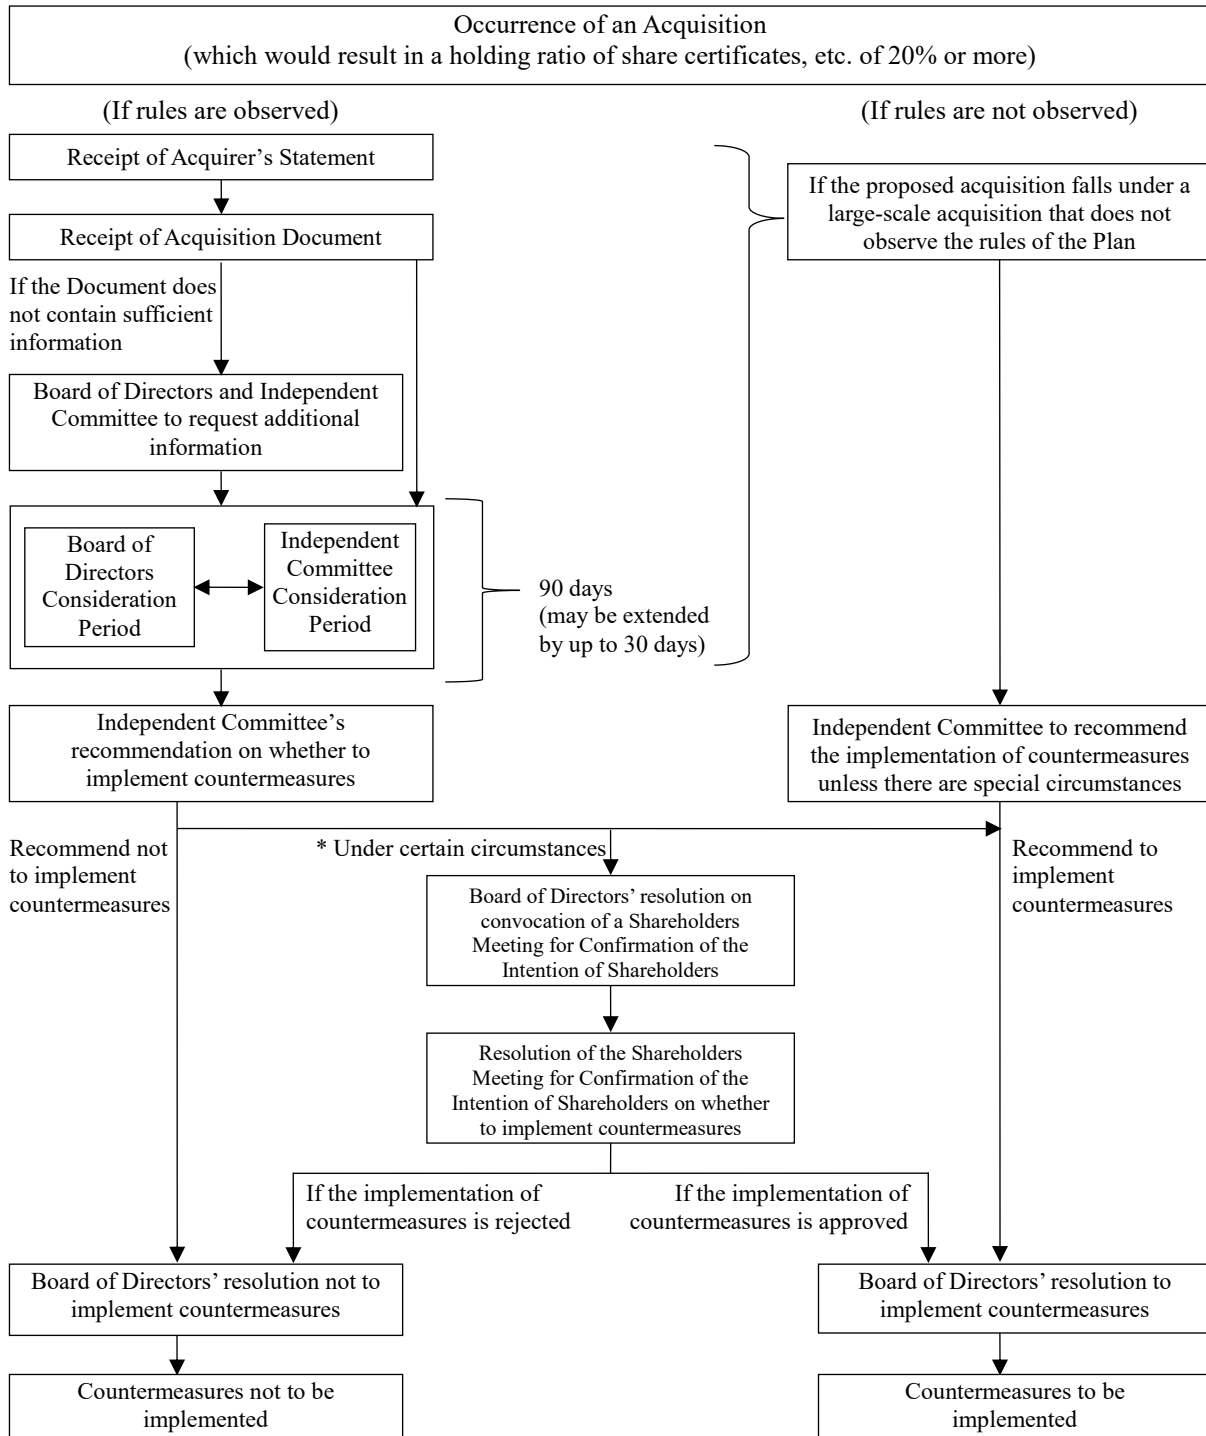 Occurrence of an Acquisition
(which would result in a holding ratio of share certificates, etc. of 20% or more)
(If rules are observed)
(If rules are not observed)
Receipt of Acquirer’s Statement
If the proposed acquisition falls under a
large-scale acquisition that does not
observe the rules of the Plan
Receipt of Acquisition Document
If the Document does
not contain sufficient
information
Board of Directors and Independent
Committee to request additional
information
Board of
Directors
Consideration
Period
Independent
Committee
Consideration
Period
90 days
(may be extended
by up to 30 days)
Independent Committee’s
recommendation on whether to
implement countermeasures
Independent Committee to recommend
the implementation of countermeasures
unless there are special circumstances
Recommend not
to implement
countermeasures
* Under certain circumstances
Recommend to
implement
countermeasures
Board of Directors’ resolution on
convocation of a Shareholders
Meeting for Confirmation of the
Intention of Shareholders
Resolution of the Shareholders
Meeting for Confirmation of the
Intention of Shareholders on whether
to implement countermeasures
If the implementation of
countermeasures is rejected
If the implementation of
countermeasures is approved
Board of Directors’ resolution not to
implement countermeasures
Board of Directors’ resolution to
implement countermeasures
Countermeasures not to be
implemented
Countermeasures to be
implemented